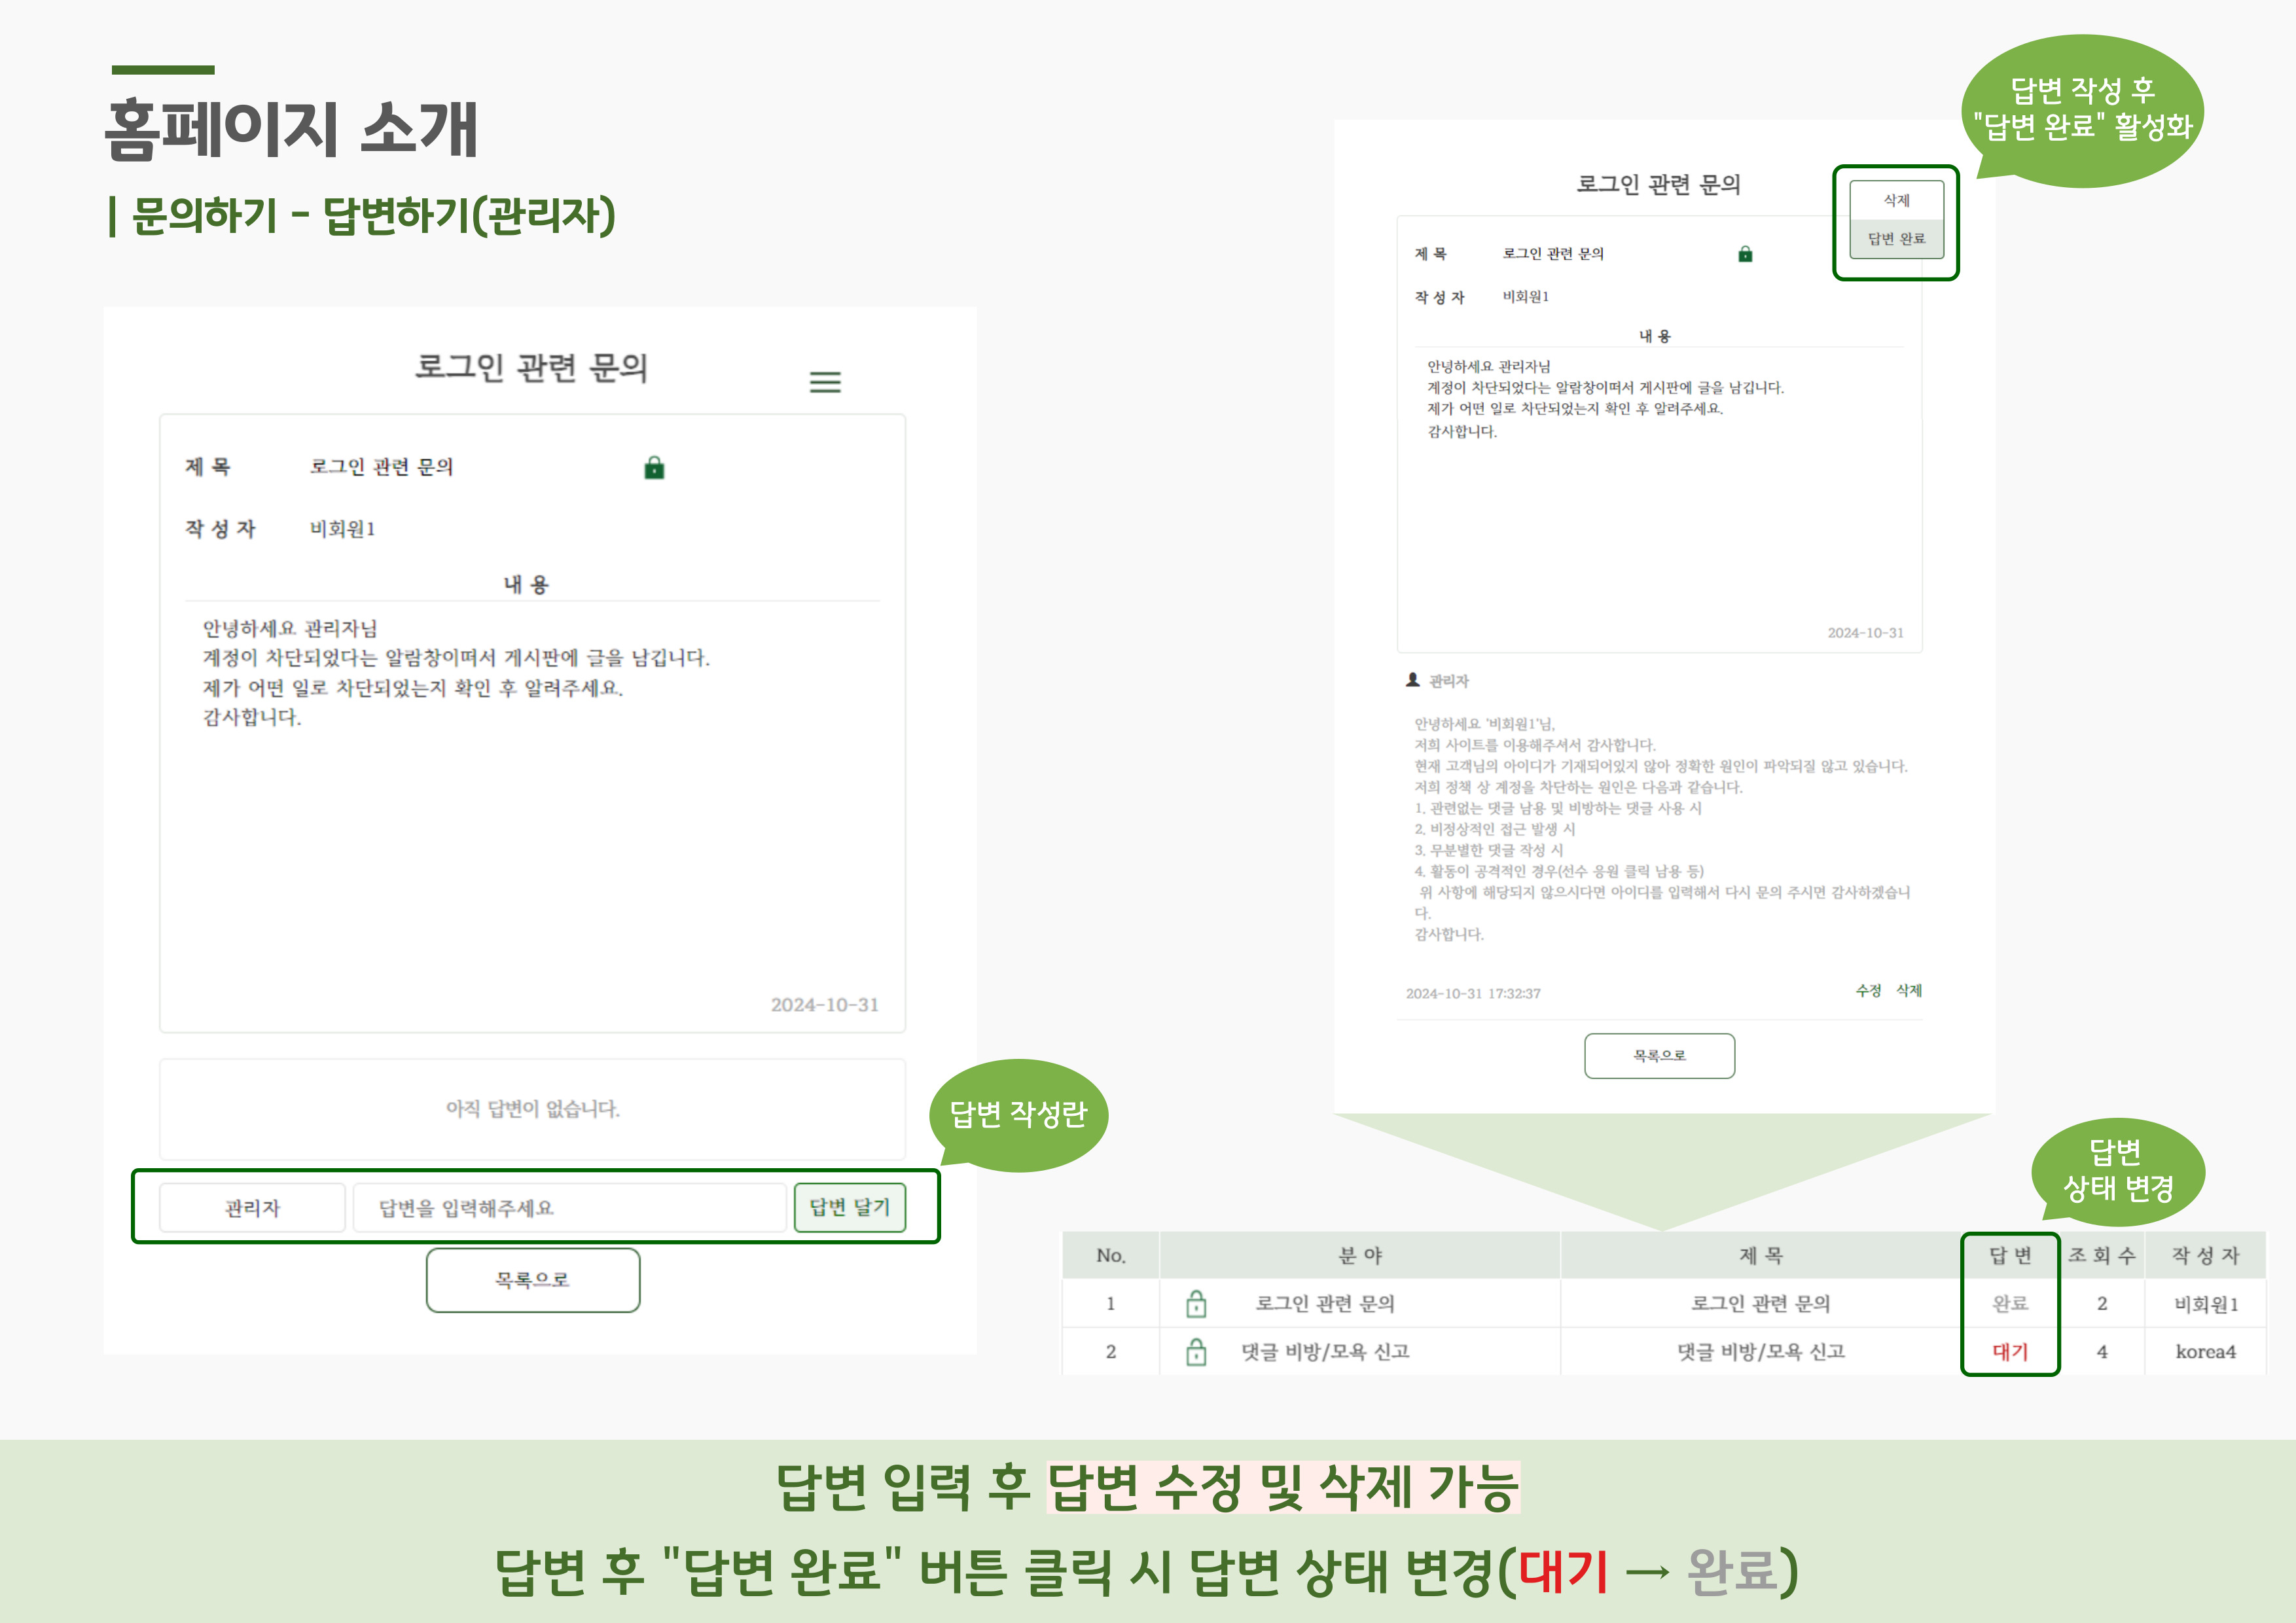 홈페이지 소개
| 문의하기 - 답변하기(관리자)
로그인 관련 문의
제 목 로그인 관련 문의
작 성 자 비회원1
내 용
안녕하세요 관리자님
계정이 차단되었다는 알람창이떠서 게시판에 글을 남깁니다.
제가 어떤 일로 차단되었는지 확인 후 알려주세요.
감사합니다.
2024-10-31
아직 답변이 없습니다.
답변 작성란
관리자 답변을 입력해주세요 답변 달기
목록으로
답변 작성 후
"답변 완료" 활성화
로그인 관련 문의
삭제
답변 완료
제 목 로그인 관련 문의
작 성 자 비회원1
내 용
안녕하세요 관리자님
계정이 차단되었다는 알람창이떠서 게시판에 글을 남깁니다.
제가 어떤 일로 차단되었는지 확인 후 알려주세요.
감사합니다.
2024-10-31
관리자
안녕하세요 '비회원1'님,
저희 사이트를 이용해주셔서 감사합니다.
현재 고객님의 아이디가 기재되어있지 않아 정확한 원인이 파악되질 않고 있습니다.
저희 정책 상 계정을 차단하는 원인은 다음과 같습니다.
1. 관련없는 댓글 남용 및 비방하는 댓글 사용 시
2. 비정상적인 접근 발생 시
3. 무분별한 댓글 작성 시
4. 활동이 공격적인 경우(선수 응원 클릭 남용 등)
위 사항에 해당되지 않으시다면 아이디를 입력해서 다시 문의 주시면 감사하겠습니
다.
감사합니다.
2024-10-31 17:32:37 수정 삭제
목록으로
답변
상태 변경
No. 분 야 제 목 답 변 조 회 수 작 성 자
1 로그인 관련 문의 로그인 관련 문의 완료 2 비회원1
2 댓글 비방/모욕 신고 댓글 비방/모욕 신고 대기 4 korea4
답변 입력 후 답변 수정 및 삭제 가능
답변 후 "답변 완료" 버튼 클릭 시 답변 상태 변경(대기 → 완료)